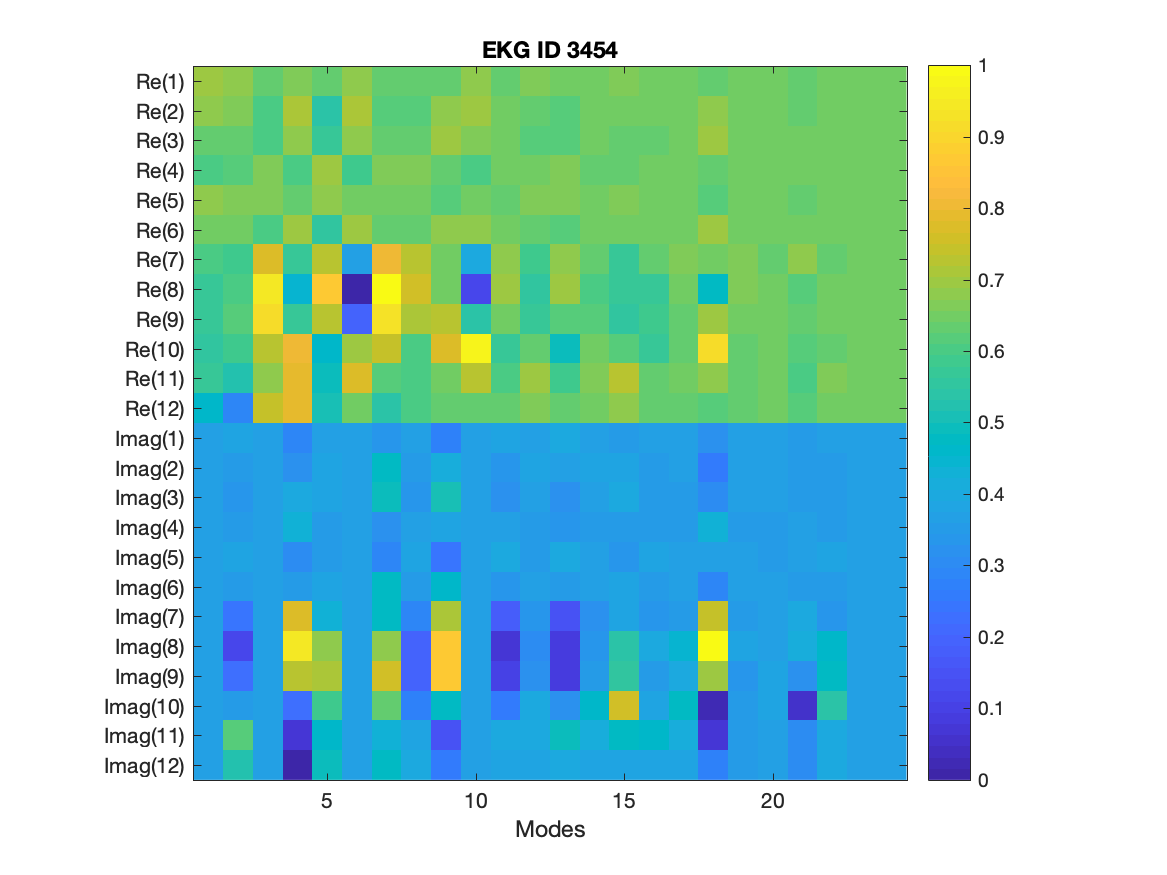 EKG ID 3454
Re(1)
Re(2)
Re(3)
Re(4)
Re(5)
Re(6)
Re(7)
Re(8)
Re(9)
Re(10)
Re(11)
Re(12)
Imag(1)
Imag(2)
Imag(3)
Imag(4)
Imag(5)
Imag(6)
Imag(7)
Imag(8)
Imag(9)
Imag(10)
Imag(11)
Imag(12)
5 10 15 20
Modes
1
0.9
0.8
0.7
0.6
0.5
0.4
0.3
0.2
0.1
0